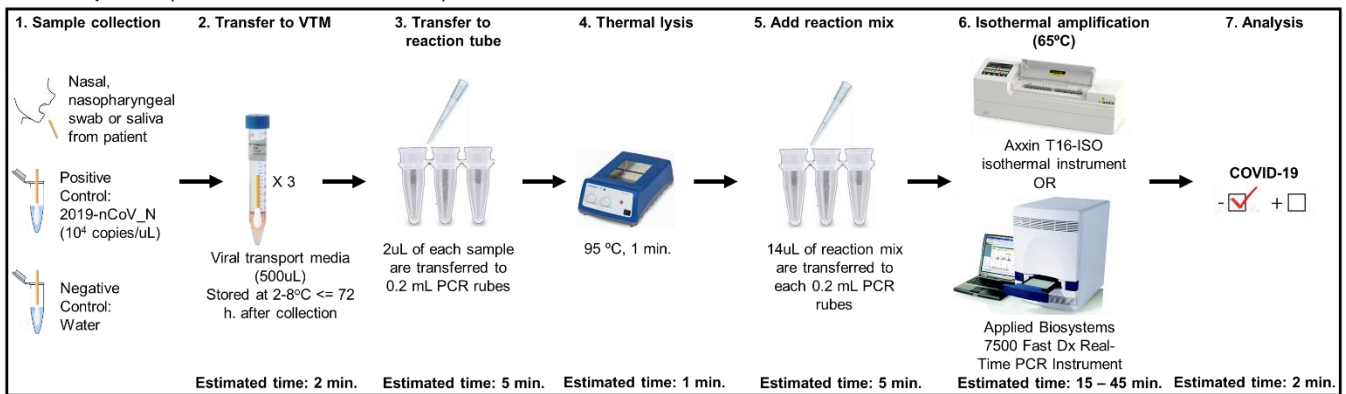 1. Sample collection
Nasal,
nasopharyngeal
swab or saliva
from patient
Positive
Control:
2019-nCoV_N
(10⁴ copies/uL)
Negative
Control:
Water
2. Transfer to VTM
X 3
Viral transport media
(500uL)
Stored at 2-8ºC <= 72
h. after collection
Estimated time: 2 min.
3. Transfer to
reaction tube
2uL of each sample
are transferred to
0.2 mL PCR rubes
Estimated time: 5 min.
4. Thermal lysis
95 ºC, 1 min.
Estimated time: 1 min.
5. Add reaction mix
14uL of reaction mix
are transferred to
each 0.2 mL PCR
rubes
Estimated time: 5 min.
6. Isothermal amplification
(65ºC)
Axxin T16-ISO
isothermal instrument
OR
Applied Biosystems
7500 Fast Dx Real-
Time PCR Instrument
Estimated time: 15 – 45 min.
7. Analysis
COVID-19
- +
Estimated time: 2 min.